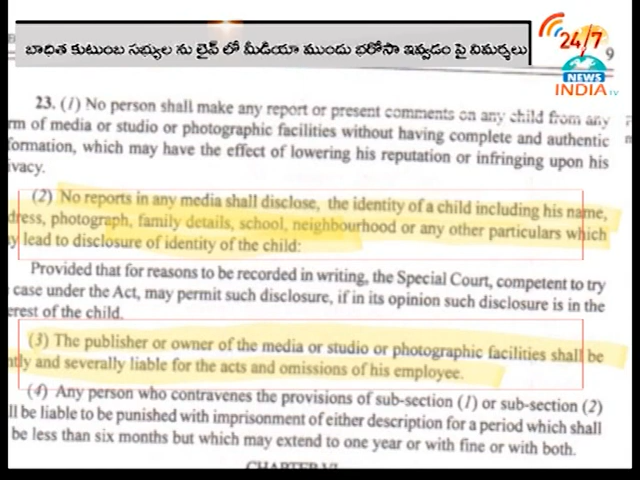 బాధిత కుటుంబ సభ్యుల ను లైవ్ లో మీడియా ముందు భరోసా ఇవ్వడం పై విమర్శలు
24/7
NEWS
INDIA TV
9
23. (1) No person shall make any report or present comments on any child from any
rm of media or studio or photographic facilities without having complete and authentic
formation, which may have the effect of lowering his reputation or infringing upon his
ivacy.
(2) No reports in any media shall disclose, the identity of a child including his name,
dress, photograph, family details, school, neighbourhood or any other particulars which
y lead to disclosure of identity of the child:
Provided that for reasons to be recorded in writing, the Special Court, competent to try
case under the Act, may permit such disclosure, if in its opinion such disclosure is in the
erest of the child.
(3) The publisher or owner of the media or studio or photographic facilities shall be
ntly and severally liable for the acts and omissions of his employee.
(4) Any person who contravenes the provisions of sub-section (1) or sub-section (2)
ll be liable to be punished with imprisonment of either description for a period which shall
be less than six months but which may extend to one year or with fine or with both.
CHAPTER VI